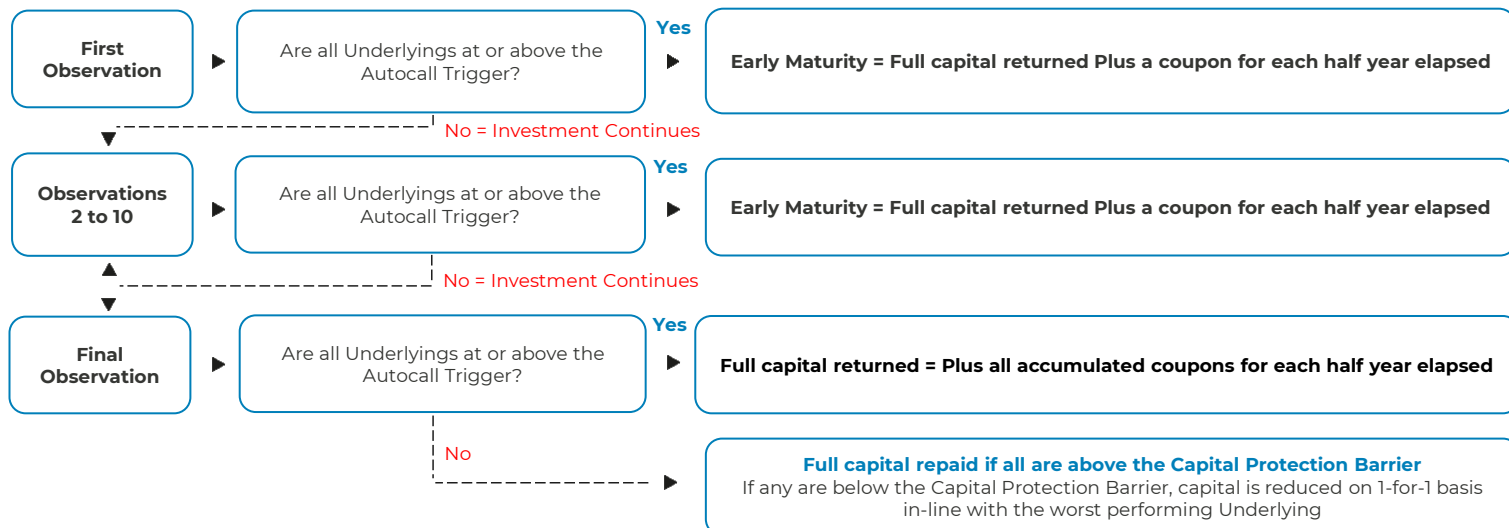 First
Observation
Are all Underlyings at or above the
Autocall Trigger?
Yes
Early Maturity = Full capital returned Plus a coupon for each half year elapsed
No = Investment Continues
Observations
2 to 10
Are all Underlyings at or above the
Autocall Trigger?
Yes
Early Maturity = Full capital returned Plus a coupon for each half year elapsed
No = Investment Continues
Final
Observation
Are all Underlyings at or above the
Autocall Trigger?
Yes
Full capital returned = Plus all accumulated coupons for each half year elapsed
No
Full capital repaid if all are above the Capital Protection Barrier
If any are below the Capital Protection Barrier, capital is reduced on 1-for-1 basis
in-line with the worst performing Underlying